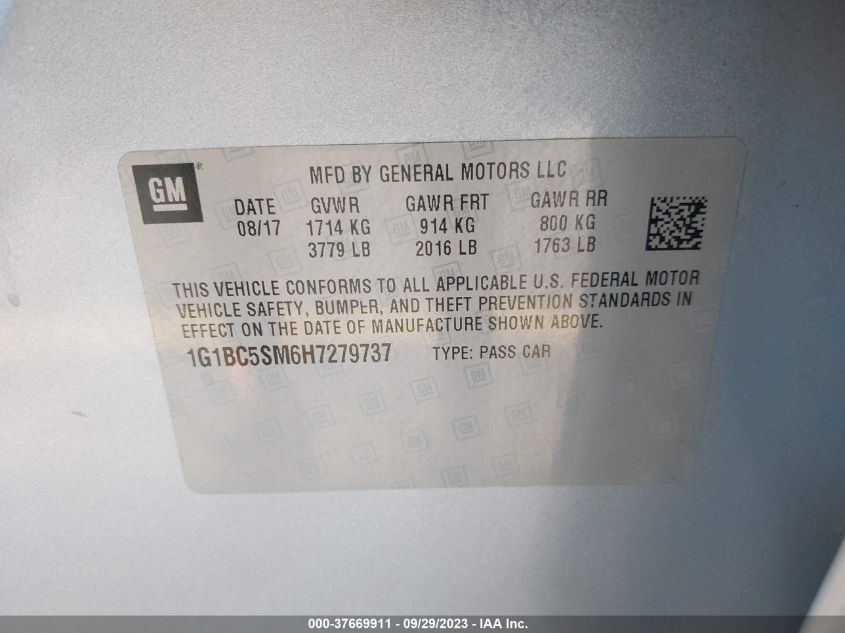 GM®
MFD BY GENERAL MOTORS LLC
DATE GVWR GAWR FRT GAWR RR
08/17 1714 KG 914 KG 800 KG
3779 LB 2016 LB 1763 LB
THIS VEHICLE CONFORMS TO ALL APPLICABLE U.S. FEDERAL MOTOR
VEHICLE SAFETY, BUMPER, AND THEFT PREVENTION STANDARDS IN
EFFECT ON THE DATE OF MANUFACTURE SHOWN ABOVE.
1G1BC5SM6H7279737 TYPE: PASS CAR
000-37669911 - 09/29/2023 - IAA Inc.